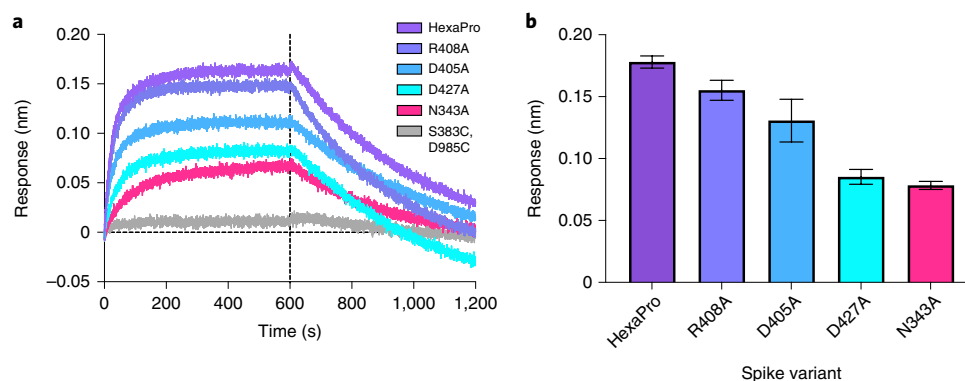 a
0.20
0.15
0.10
0.05
0
–0.05
Response (nm)
0
200
400
600
800
1,000
1,200
Time (s)
HexaPro
R408A
D405A
D427A
N343A
S383C,
D985C
b
0.20
0.15
0.10
0.05
0
Response (nm)
HexaPro
R408A
D405A
D427A
N343A
Spike variant